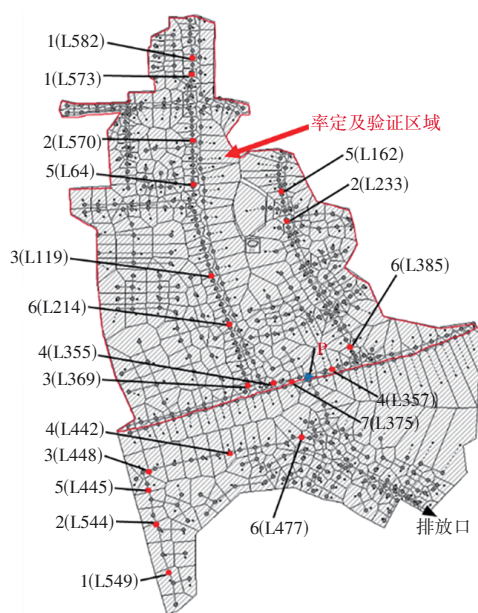 1(L582)
1(L573)
率定及验证区域
2(L570)
5(L162)
5(L64)
2(L233)
3(L119)
6(L385)
6(L214)
P
4(L355)
3(L369)
4(L357)
7(L375)
4(L442)
3(L448)
5(L445)
2(L544)
6(L477)
排放口
1(L549)